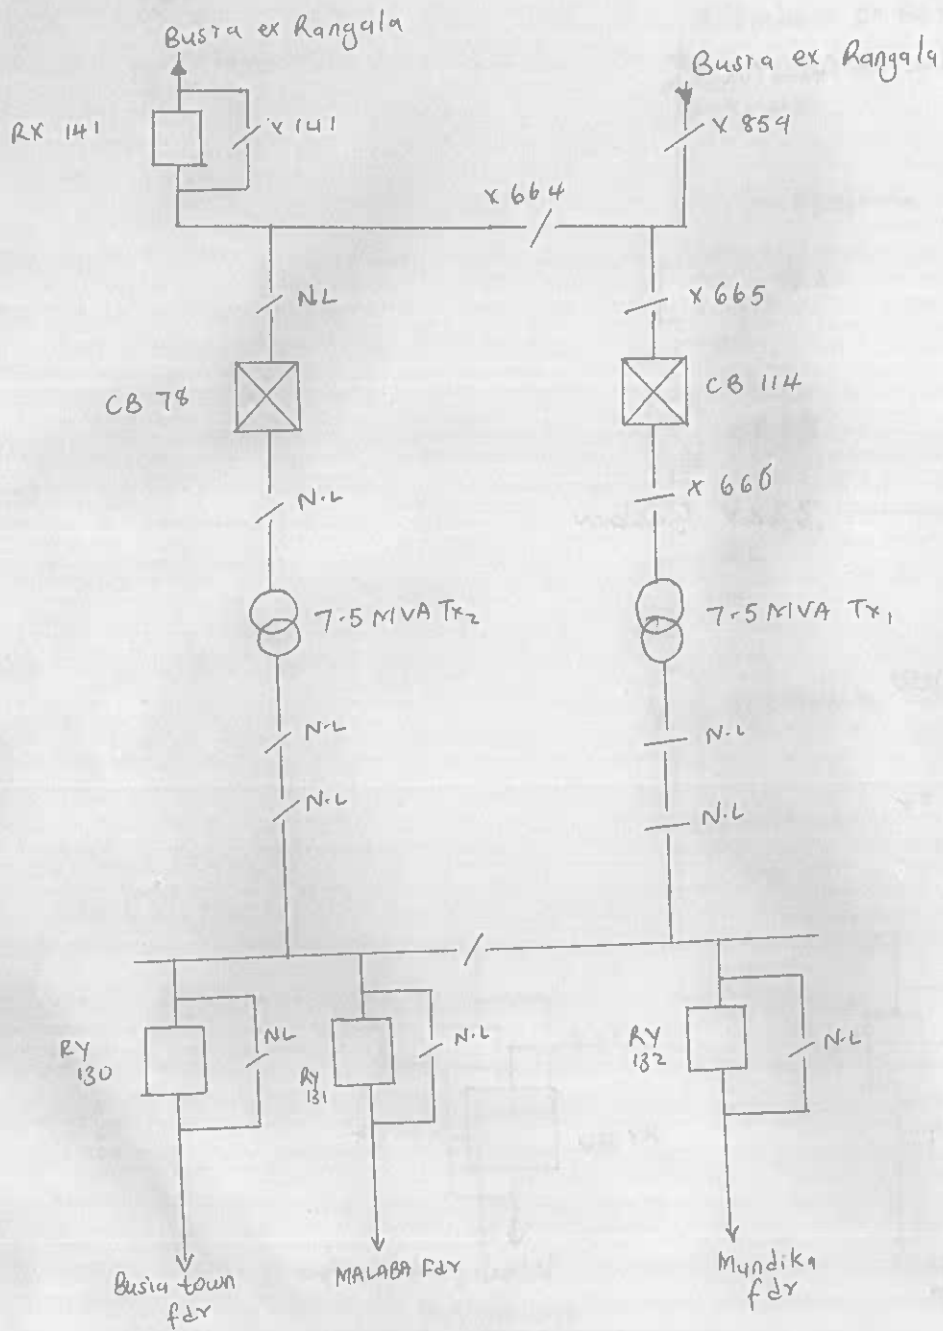 Busia ex Rangala
Busia ex Rangala
RX 141
X 141
X 854
X 664
N.L
X 665
CB 78
CB 114
N.L
X 660
7.5 MVA Tx2
7.5 MVA Tx1
N.L
N.L
N.L
N.L
RY
130
NL
RY
131
N.L
RY
132
N.L
Busia town
fdr
MALABA Fdr
Mundika
fdr